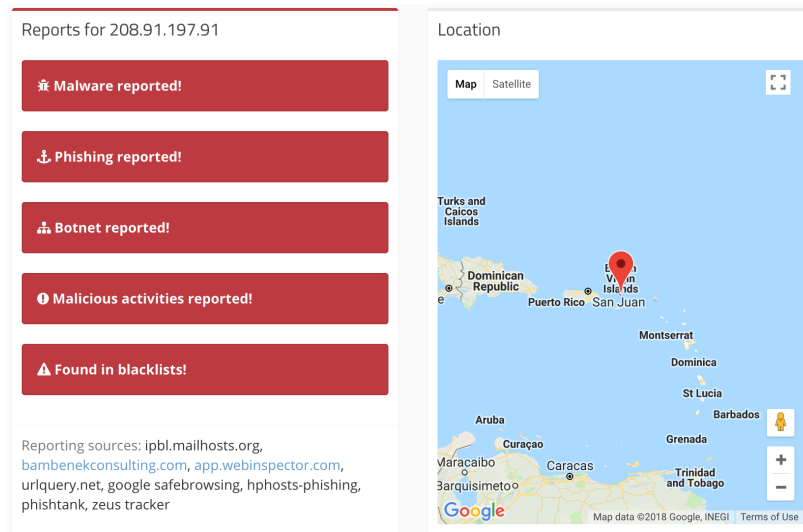 Reports for 208.91.197.91
Malware reported!
Phishing reported!
Botnet reported!
Malicious activities reported!
Found in blacklists!
Reporting sources: ipbl.mailhosts.org,
bambenekconsulting.com, app.webinspector.com,
urlquery.net, google safebrowsing, hphosts-phishing,
phishtank, zeus tracker
Location
Map
Satellite
Turks and
Caicos
Islands
Dominican
Republic
e
Puerto Rico
San Juan
Islands
Montserrat
Dominica
St Lucia
Barbados
Grenada
Aruba
Curaçao
Maracaibo
Barquisimeto
Caracas
Trinidad
and Tobago
Google
Map data ©2018 Google, INEGI
Terms of Use